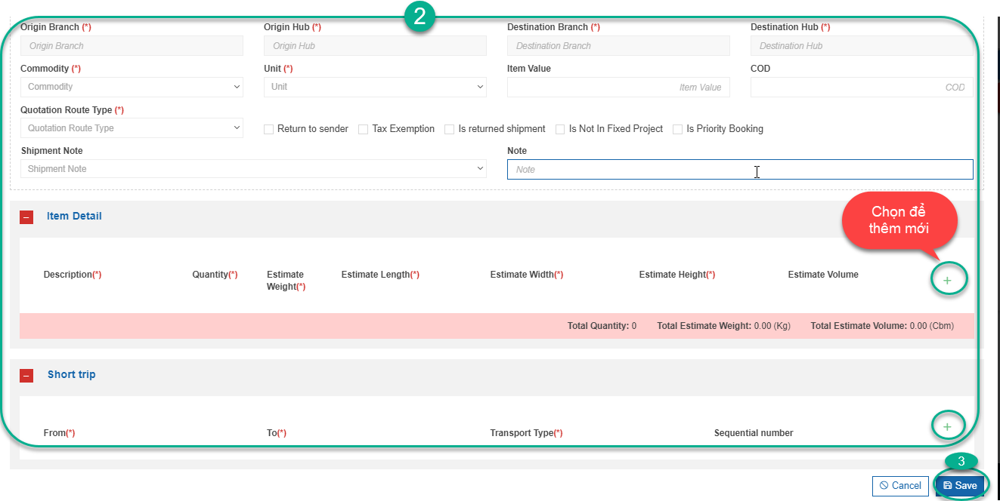 2
Origin Branch (*) Origin Hub (*) Destination Branch (*) Destination Hub (*)
Origin Branch Origin Hub Destination Branch Destination Hub
Commodity (*) Unit (*) Item Value COD
Commodity Unit Item Value COD
Quotation Route Type (*)
Quotation Route Type Return to sender Tax Exemption Is returned shipment Is Not In Fixed Project Is Priority Booking
Shipment Note Note
Shipment Note Note
Item Detail
Chọn để
thêm mới
Description(*) Quantity(*) Estimate Estimate Length(*) Estimate Width(*) Estimate Height(*) Estimate Volume
Weight(*)
Total Quantity: 0 Total Estimate Weight: 0.00 (Kg) Total Estimate Volume: 0.00 (Cbm)
Short trip
From(*) To(*) Transport Type(*) Sequential number
3
Cancel Save